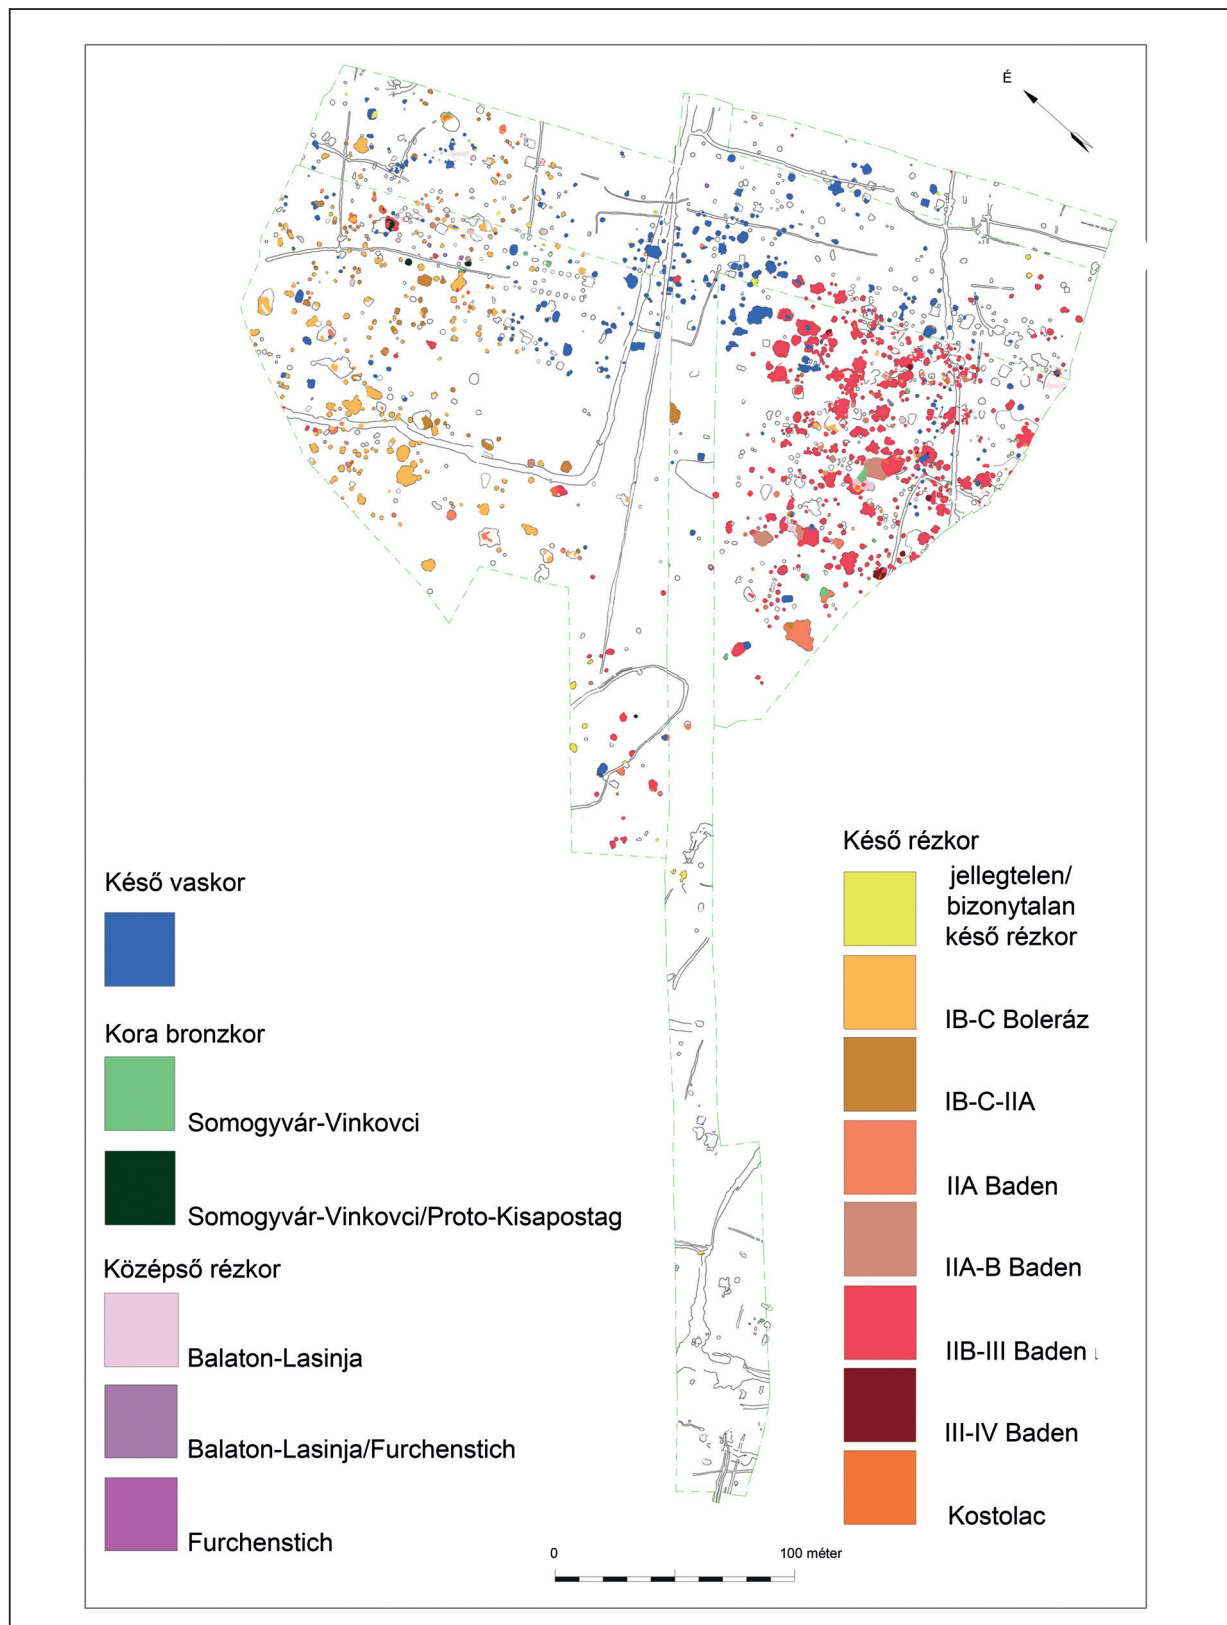 É
Késő vaskor
Kora bronzkor
Somogyvár-Vinkovci
Somogyvár-Vinkovci/Proto-Kisapostag
Középső rézkor
Balaton-Lasinja
Balaton-Lasinja/Furchenstich
Furchenstich
Késő rézkor
jellegtelen/
bizonytalan
késő rézkor
IB-C Boleráz
IB-C-IIA
IIA Baden
IIA-B Baden
IIB-III Baden
III-IV Baden
Kostolac
0 100 méter